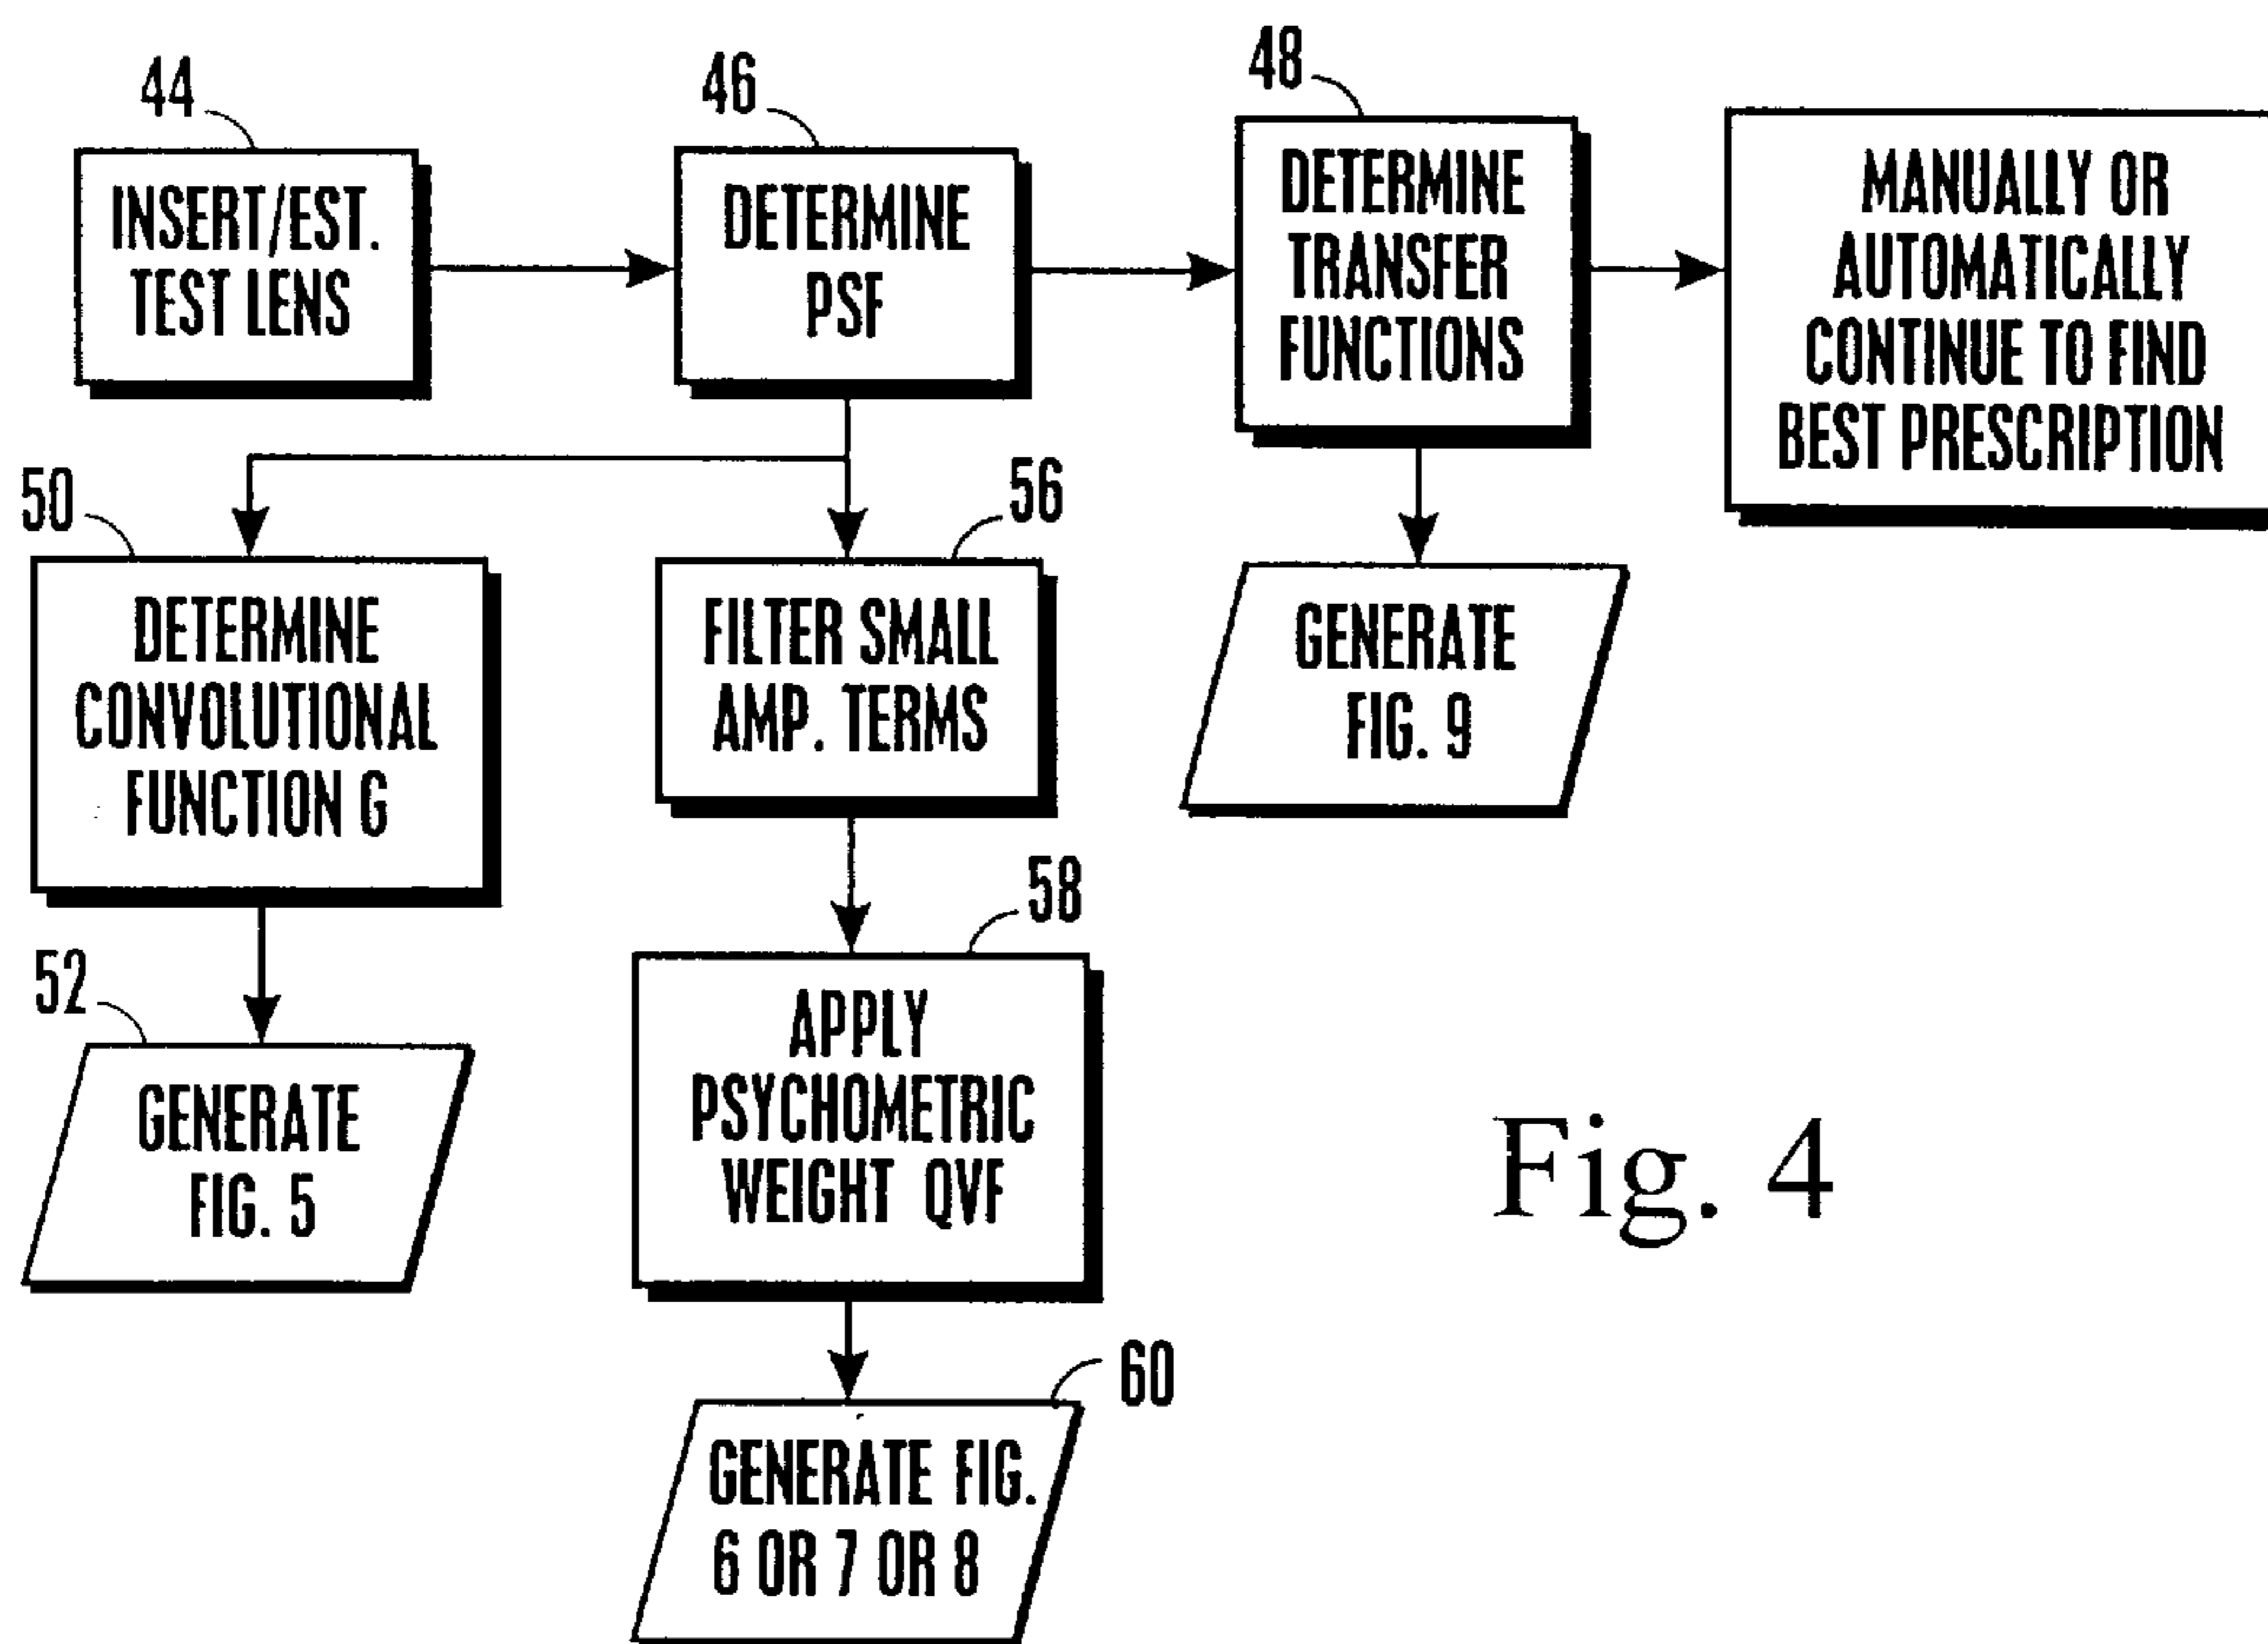 44
INSERT/EST.
TEST LENS
46
DETERMINE
PSF
48
DETERMINE
TRANSFER
FUNCTIONS
MANUALLY OR
AUTOMATICALLY
CONTINUE TO FIND
BEST PRESCRIPTION
50
DETERMINE
CONVOLUTIONAL
FUNCTION G
56
FILTER SMALL
AMP. TERMS
GENERATE
FIG. 9
52
GENERATE
FIG. 5
58
APPLY
PSYCHOMETRIC
WEIGHT QVF
60
GENERATE FIG.
6 OR 7 OR 8
Fig. 4